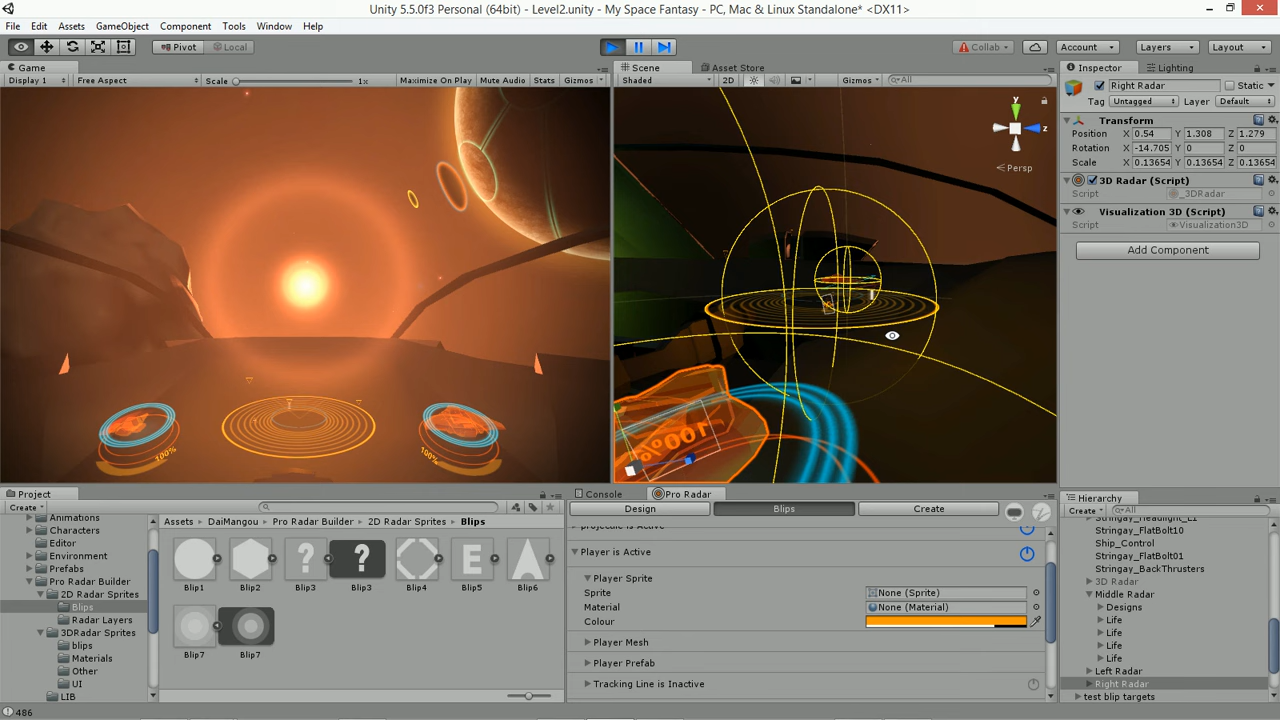 Unity 5.5.0f3 Personal (64bit) - Level2.unity - My Space Fantasy - PC, Mac & Linux Standalone* <DX11>
File Edit Assets GameObject Component Tools Window Help
Pivot Local Collab Account Layers Layout
Game
Display 1 Free Aspect Scale 1x Maximize On Play Mute Audio Stats Gizmos
100%
100%
Scene Asset Store
Shaded 2D Gizmos All
y
z
Persp
100%
Inspector Lighting
Right Radar Static
Tag Untagged Layer Default
Transform
Position X 0.54 Y 1.308 Z 1.279
Rotation X -14.705 Y 0 Z 0
Scale X 0.13654 Y 0.13654 Z 0.13654
3D Radar (Script)
Script _3DRadar
Visualization 3D (Script)
Script Visualization3D
Add Component
Project
Create
Animations
Characters
Editor
Environment
Prefabs
Pro Radar Builder
2D Radar Sprites
Blips
Radar Layers
3DRadar Sprites
blips
Materials
Other
UI
LIB
Assets DaiMangou Pro Radar Builder 2D Radar Sprites Blips
Blip1 Blip2 Blip3 Blip3 Blip4 Blip5 Blip6
Blip7 Blip7
Console Pro Radar
Design Blips Create
Player is Active
Player Sprite
Sprite None (Sprite)
Material None (Material)
Colour
Player Mesh
Player Prefab
Tracking Line is Inactive
Hierarchy
Create All
Stringay_FlatBolt10
Ship_Control
Stringay_FlatBolt01
Stringay_BackThrusters
3D Radar
Middle Radar
Designs
Life
Life
Life
Life
Left Radar
Right Radar
test blip targets
486